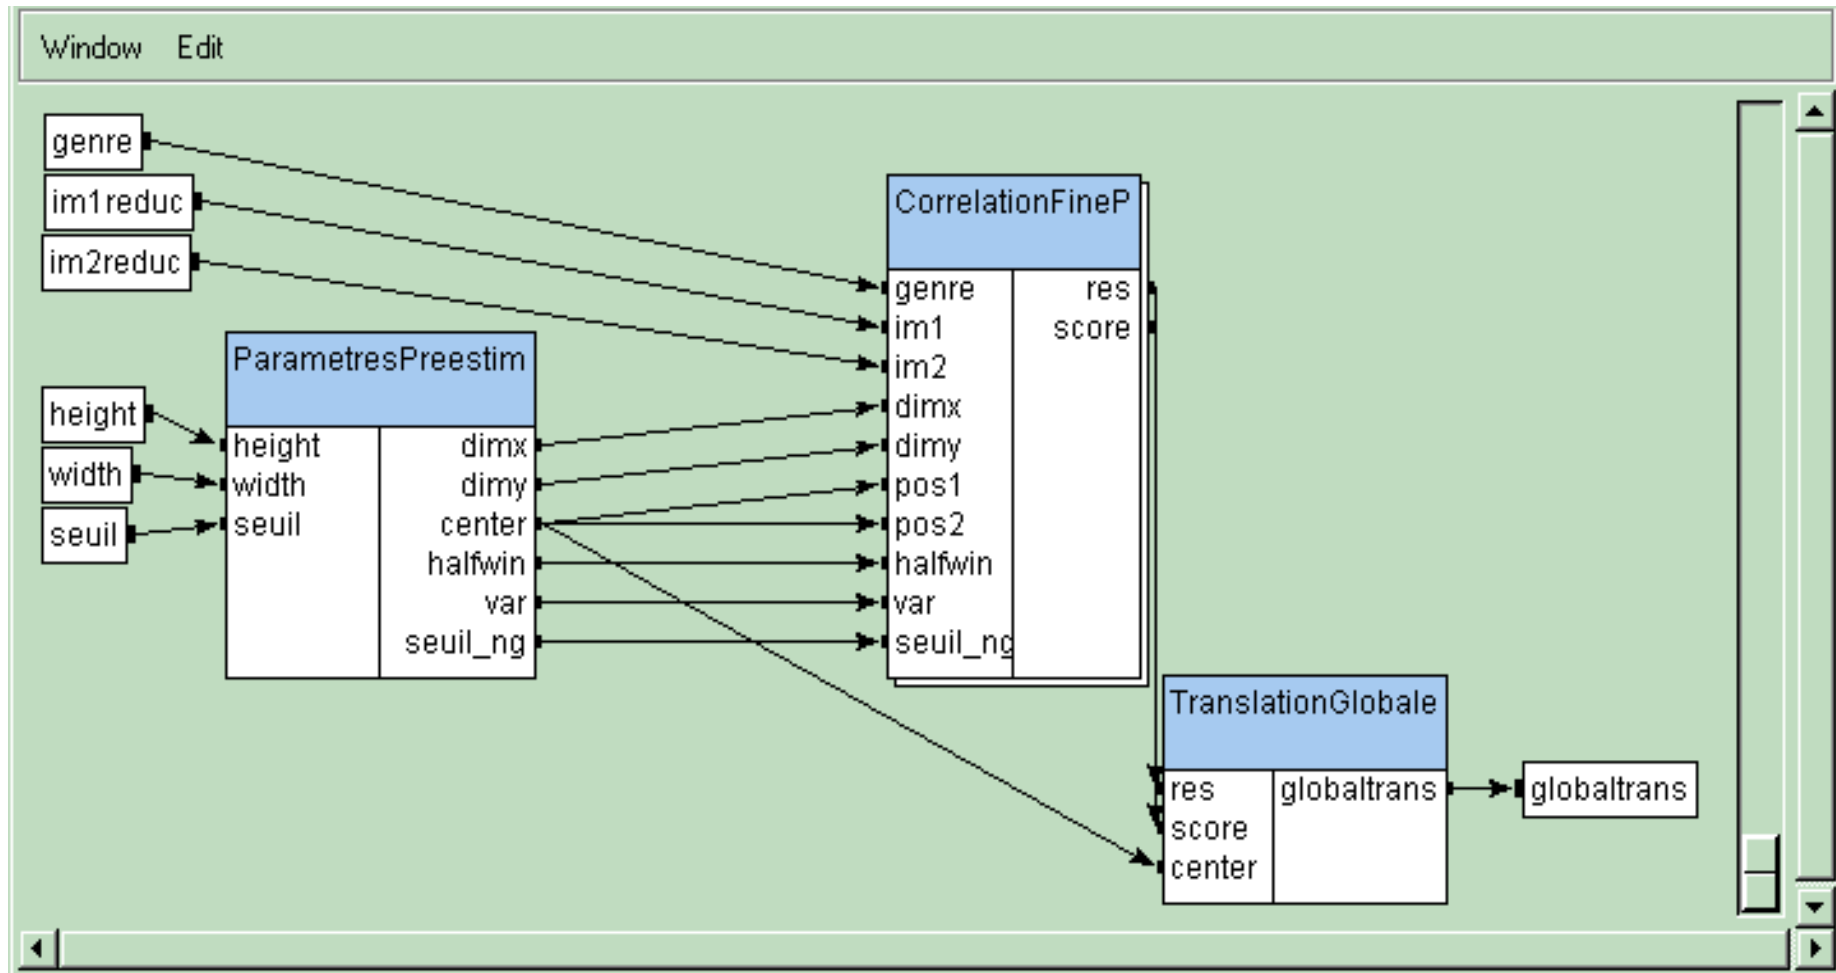 Window Edit
genre
im1reduc
im2reduc
height
width
seuil
ParametresPreestim
height dimx
width dimy
seuil center
halfwin
var
seuil_ng
CorrelationFineP
genre res
im1 score
im2
dimx
dimy
pos1
pos2
halfwin
var
seuil_ng
TranslationGlobale
res globaltrans
score
center
globaltrans